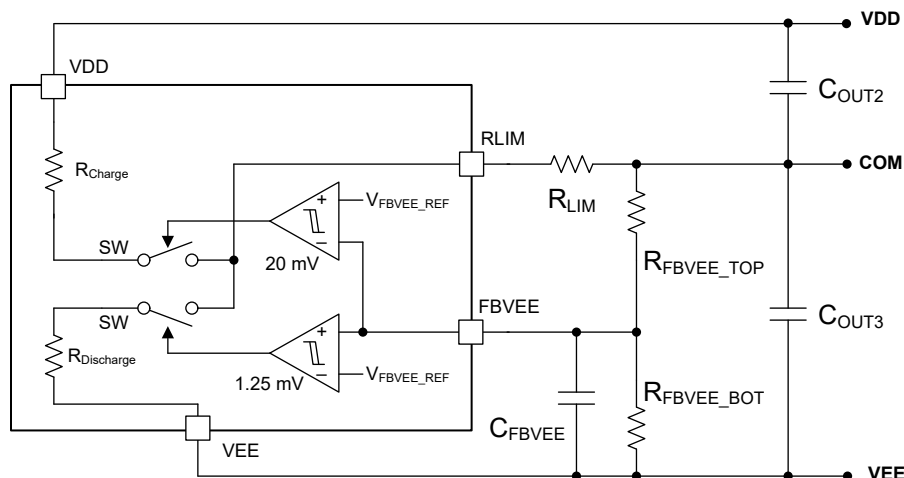 VDD
VDD
COUT2
RLIM
COM
RCharge
VFBVEE_REF
RLIM
SW
20 mV
RFBVEE_TOP
FBVEE
SW
COUT3
RDischarge
VFBVEE_REF
1.25 mV
RFBVEE_BOT
CFBVEE
VEE
VEE